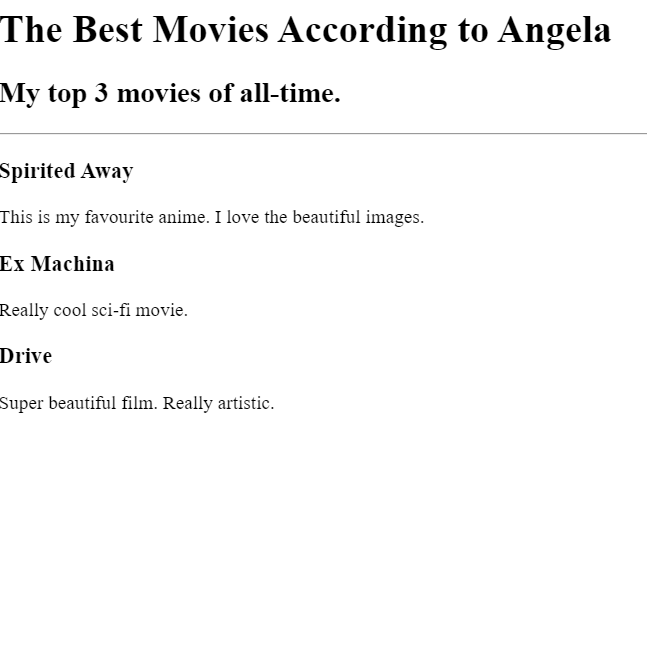 The Best Movies According to Angela
My top 3 movies of all-time.
Spirited Away
This is my favourite anime. I love the beautiful images.
Ex Machina
Really cool sci-fi movie.
Drive
Super beautiful film. Really artistic.